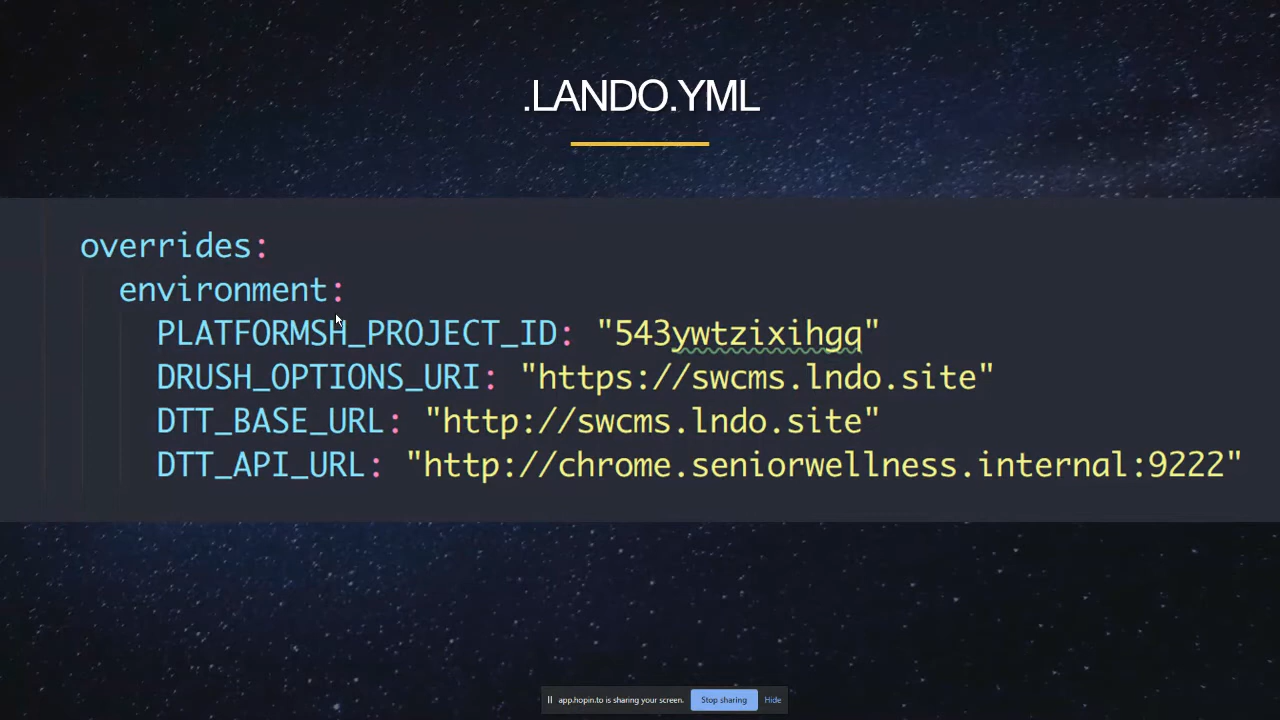 .LANDO.YML
overrides:
environment:
PLATFORMSH_PROJECT_ID: "543ywtzixihgq"
DRUSH_OPTIONS_URI: "https://swcms.lndo.site"
DTT_BASE_URL: "http://swcms.lndo.site"
DTT_API_URL: "http://chrome.seniorwellness.internal:9222"
app.hopin.to is sharing your screen. Stop sharing Hide